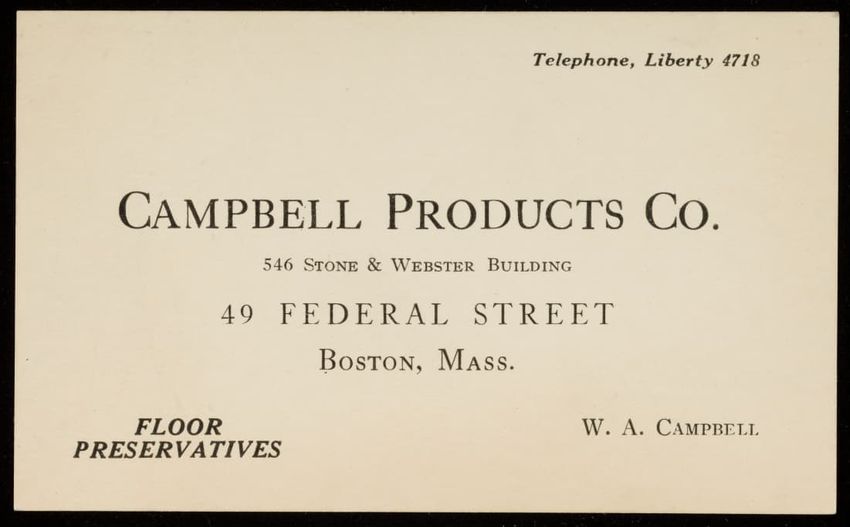 Telephone, Liberty 4718
CAMPBELL PRODUCTS CO.
546 STONE & WEBSTER BUILDING
49 FEDERAL STREET
BOSTON, MASS.
FLOOR
PRESERVATIVES
W. A. CAMPBELL